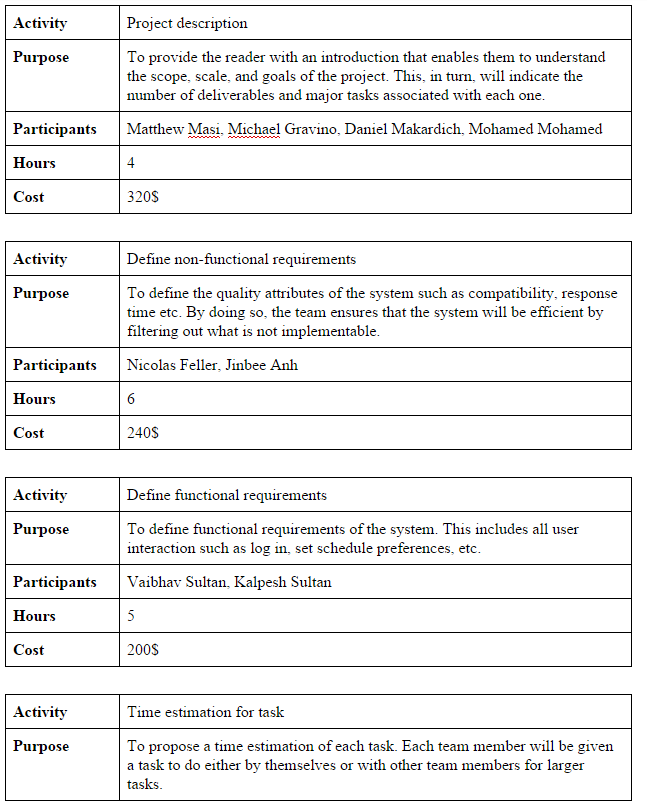 Activity Project description
Purpose To provide the reader with an introduction that enables them to understand
the scope, scale, and goals of the project. This, in turn, will indicate the
number of deliverables and major tasks associated with each one.
Participants Matthew Masi, Michael Gravino, Daniel Makardich, Mohamed Mohamed
Hours 4
Cost 320$
Activity Define non-functional requirements
Purpose To define the quality attributes of the system such as compatibility, response
time etc. By doing so, the team ensures that the system will be efficient by
filtering out what is not implementable.
Participants Nicolas Feller, Jinbee Anh
Hours 6
Cost 240$
Activity Define functional requirements
Purpose To define functional requirements of the system. This includes all user
interaction such as log in, set schedule preferences, etc.
Participants Vaibhav Sultan, Kalpesh Sultan
Hours 5
Cost 200$
Activity Time estimation for task
Purpose To propose a time estimation of each task. Each team member will be given
a task to do either by themselves or with other team members for larger
tasks.